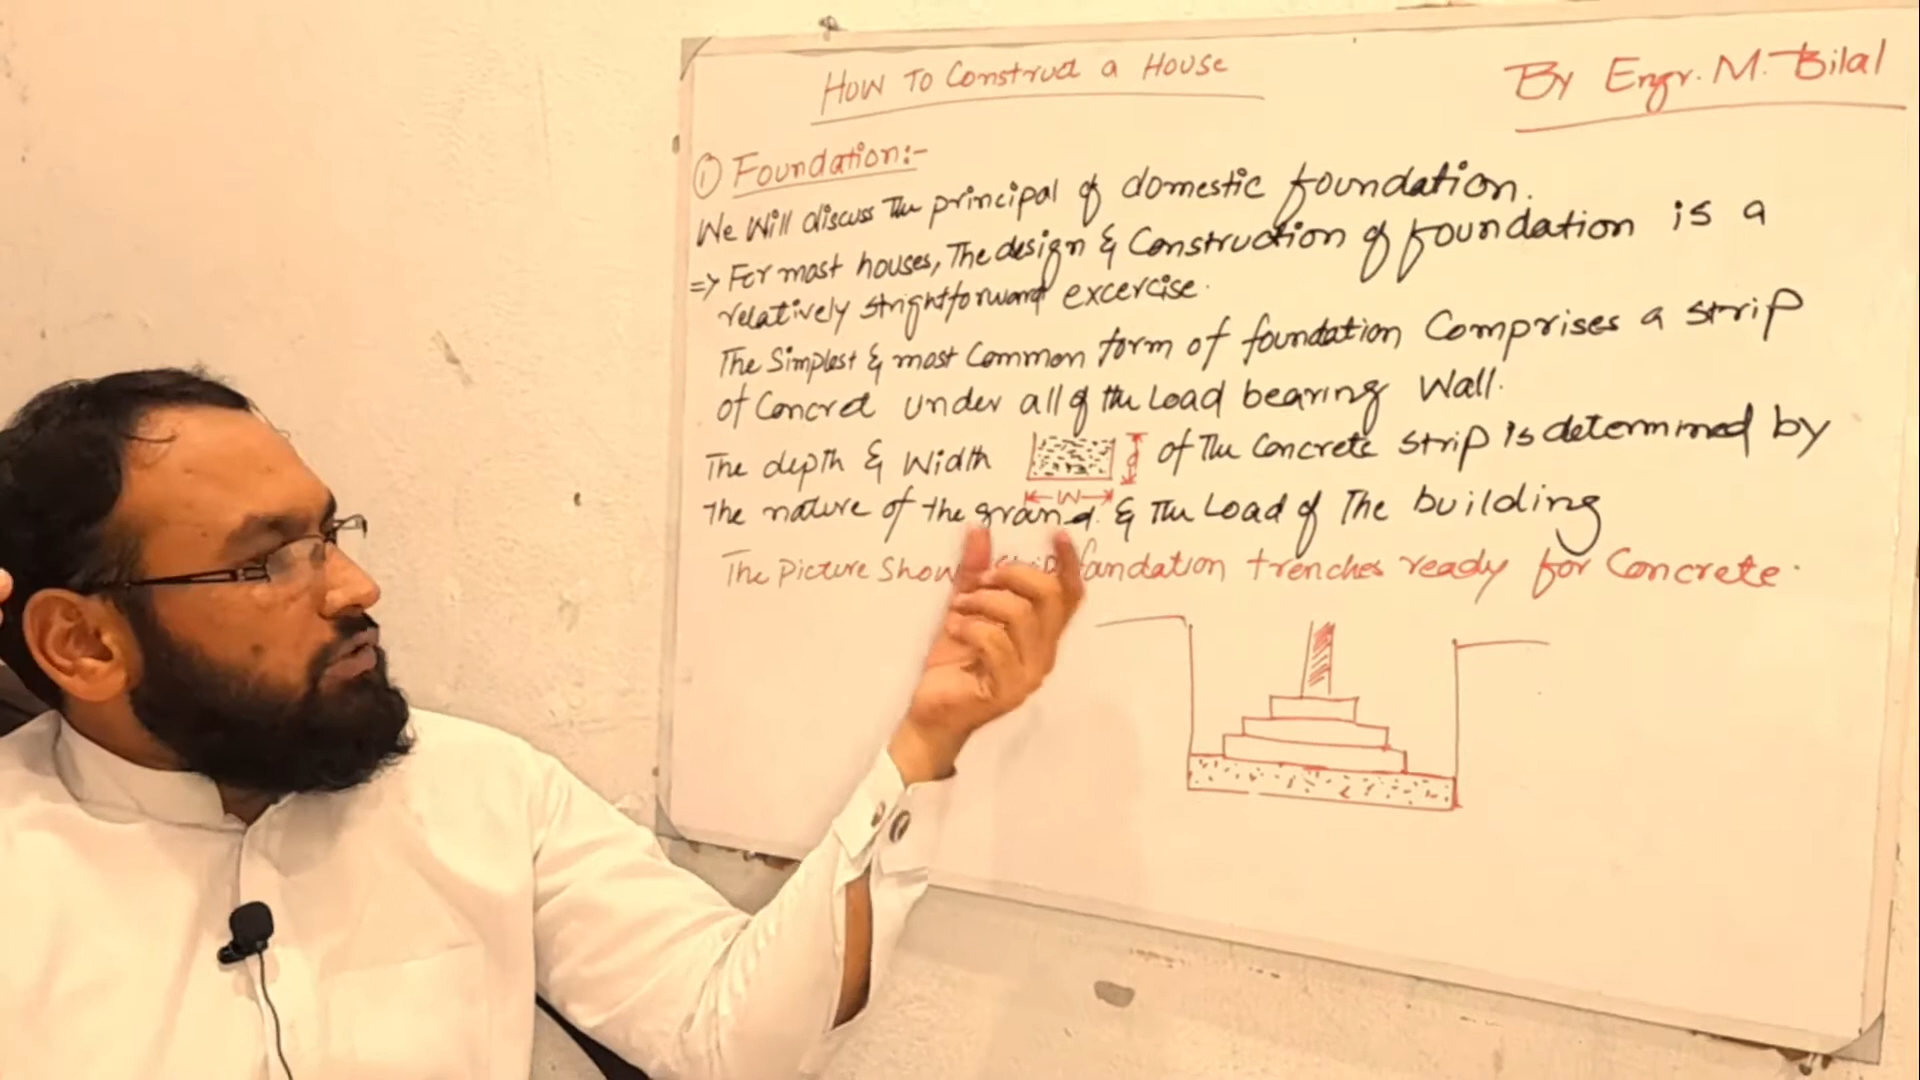 How To Construct a House
By Engr. M. Bilal
① Foundation:-
We Will discuss The principal of domestic foundation.
=> For most houses, The design & Construction of foundation is a
relatively strightforward excercise.
The Simplest & most Common form of foundation Comprises a strip
of Concret under all of the Load bearing Wall.
The depth & Width of The Concrete strip is determined by
d
W
the nature of the ground & The Load of The building
The Picture Show foundation trenches ready for Concrete.